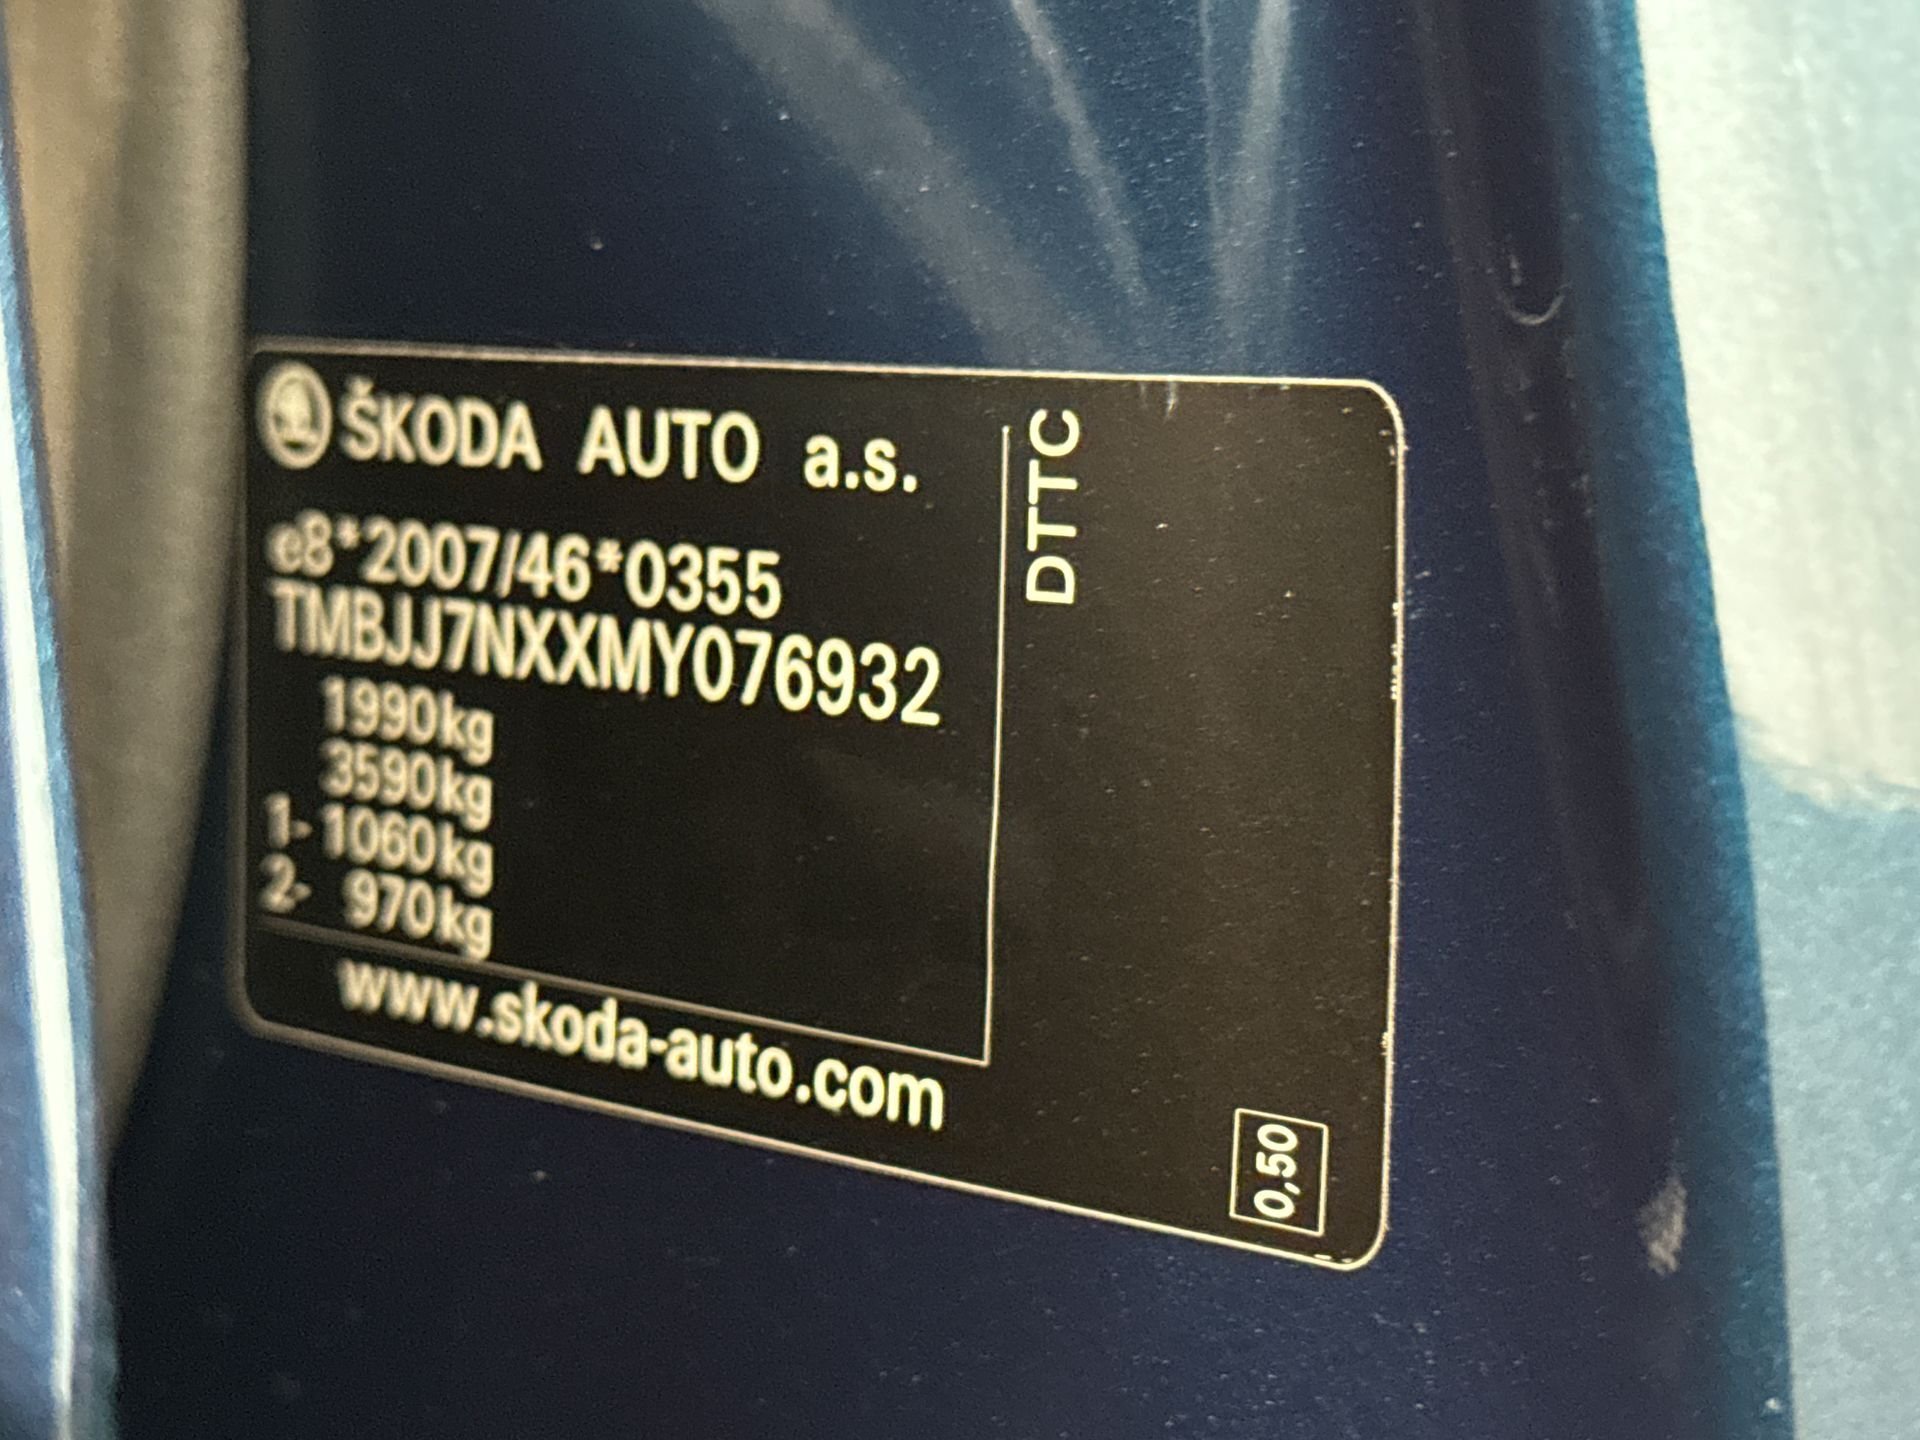 ŠKODA AUTO a.s.
e8*2007/46*0355
TMBJJ7NXXMY076932
1990kg
3590kg
1- 1060kg
2- 970kg
www.skoda-auto.com
DTTC
0,50